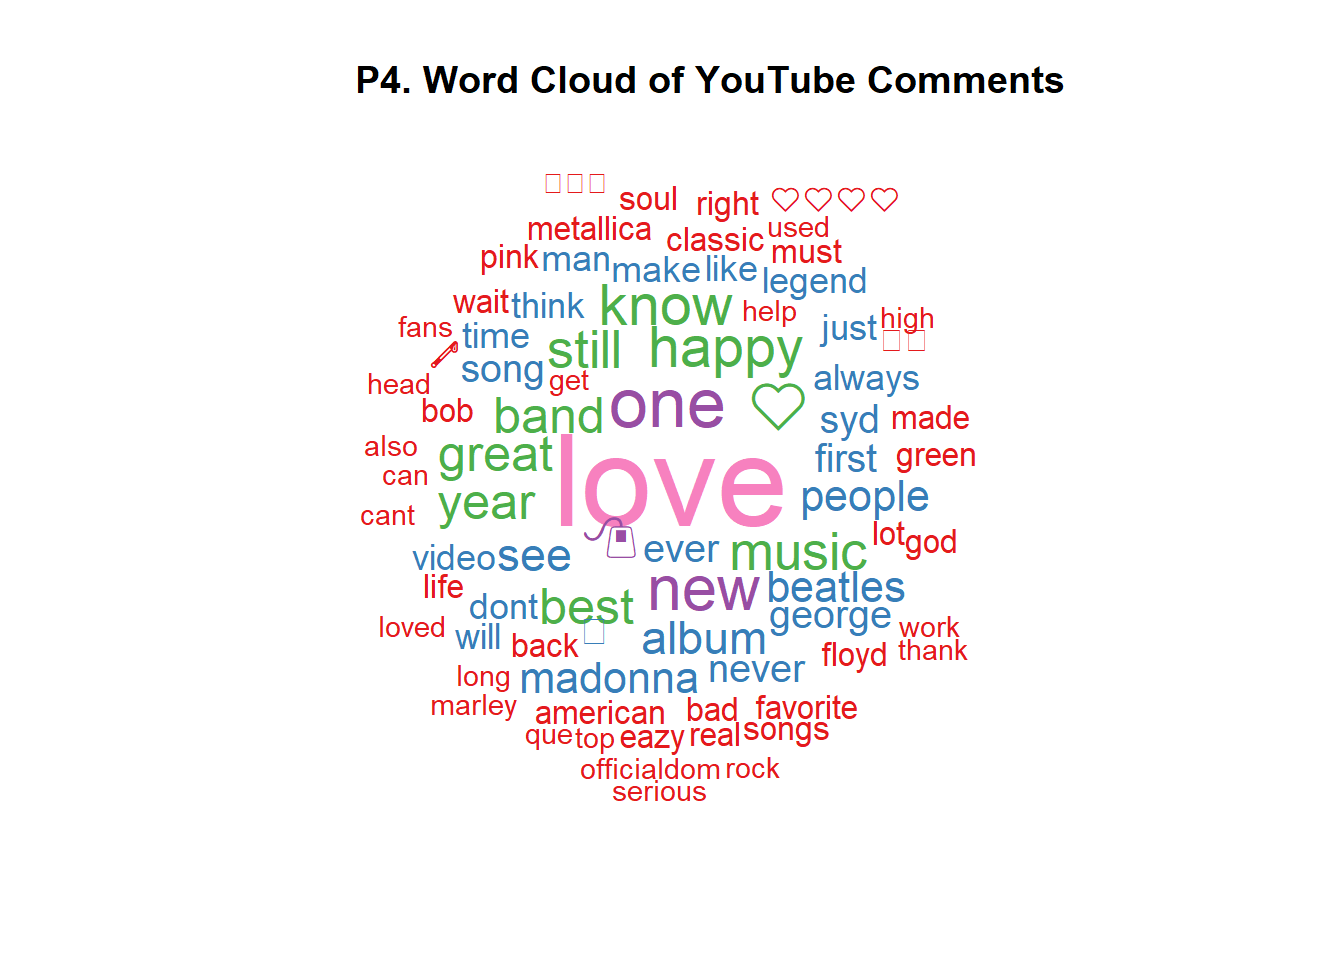 P4. Word Cloud of YouTube Comments
soul right ♡♡♡♡
metallica classic used
pink man make like must
legend
wait think know help
fans time still happy just high
song get always
head
bob band one ♡ syd made
also great love first green
can
year people
cant
video see ever music lot god
life new beatles
dont best george
loved will back album work
floyd thank
long madonna never
marley american bad favorite
que top eazy real songs
officialdom rock
serious